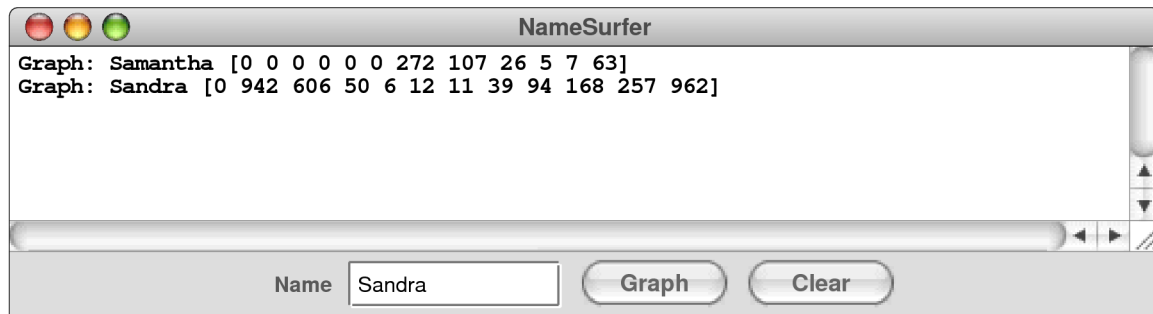 NameSurfer
Graph: Samantha [0 0 0 0 0 0 272 107 26 5 7 63]
Graph: Sandra [0 942 606 50 6 12 11 39 94 168 257 962]
Name Sandra Graph Clear